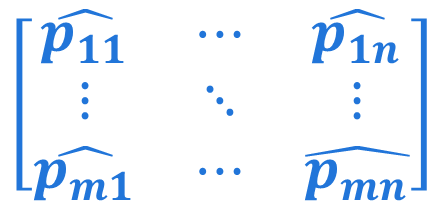 [p̂₁₁ ⋯ p̂₁ₙ
⋮ ⋱ ⋮
p̂ₘ₁ ⋯ p̂ₘₙ]